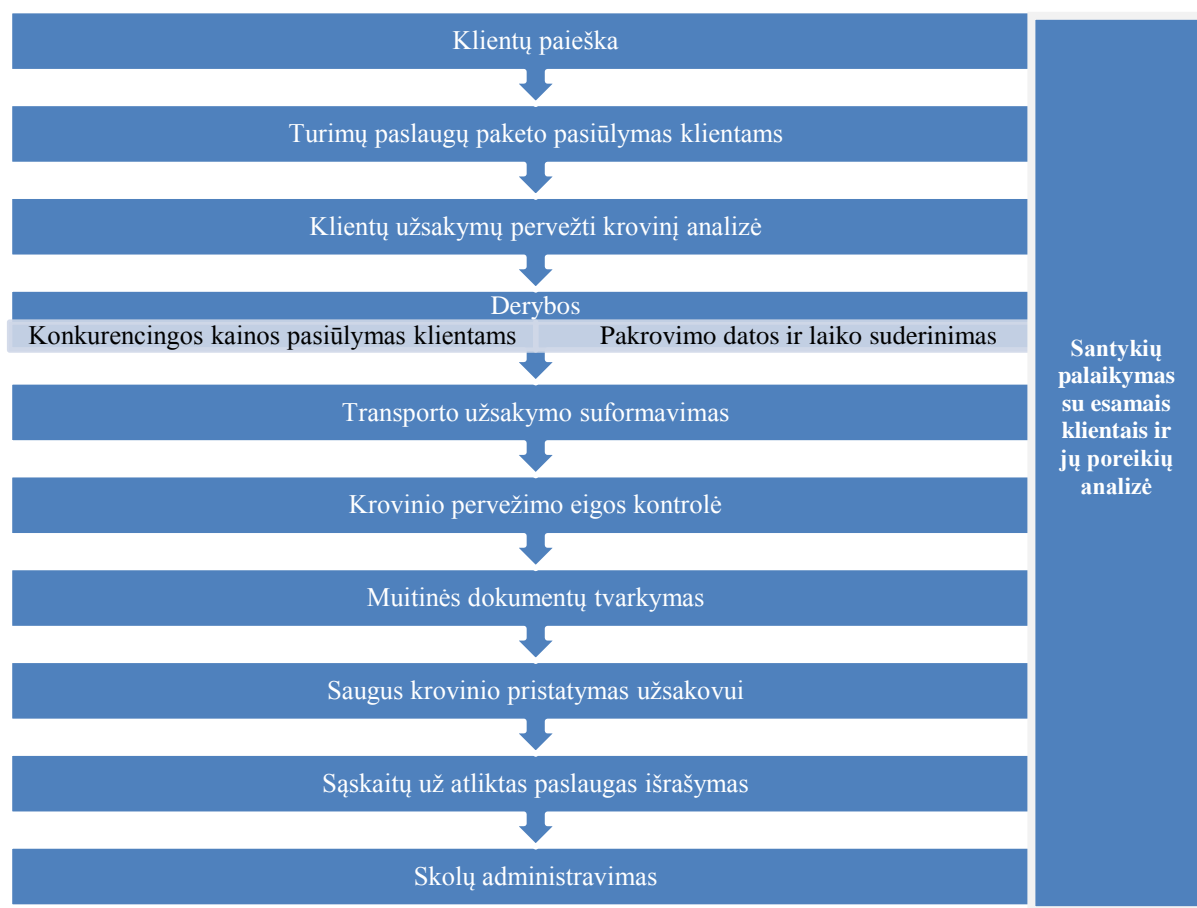 Klientų paieška
Turimų paslaugų paketo pasiūlymas klientams
Klientų užsakymų pervežti krovinį analizė
Derybos
Konkurencingos kainos pasiūlymas klientams
Pakrovimo datos ir laiko suderinimas
Transporto užsakymo suformavimas
Krovinio pervežimo eigos kontrolė
Muitinės dokumentų tvarkymas
Saugus krovinio pristatymas užsakovui
Sąskaitų už atliktas paslaugas išrašymas
Skolų administravimas
Santykių
palaikymas
su esamais
klientais ir
jų poreikių
analizė